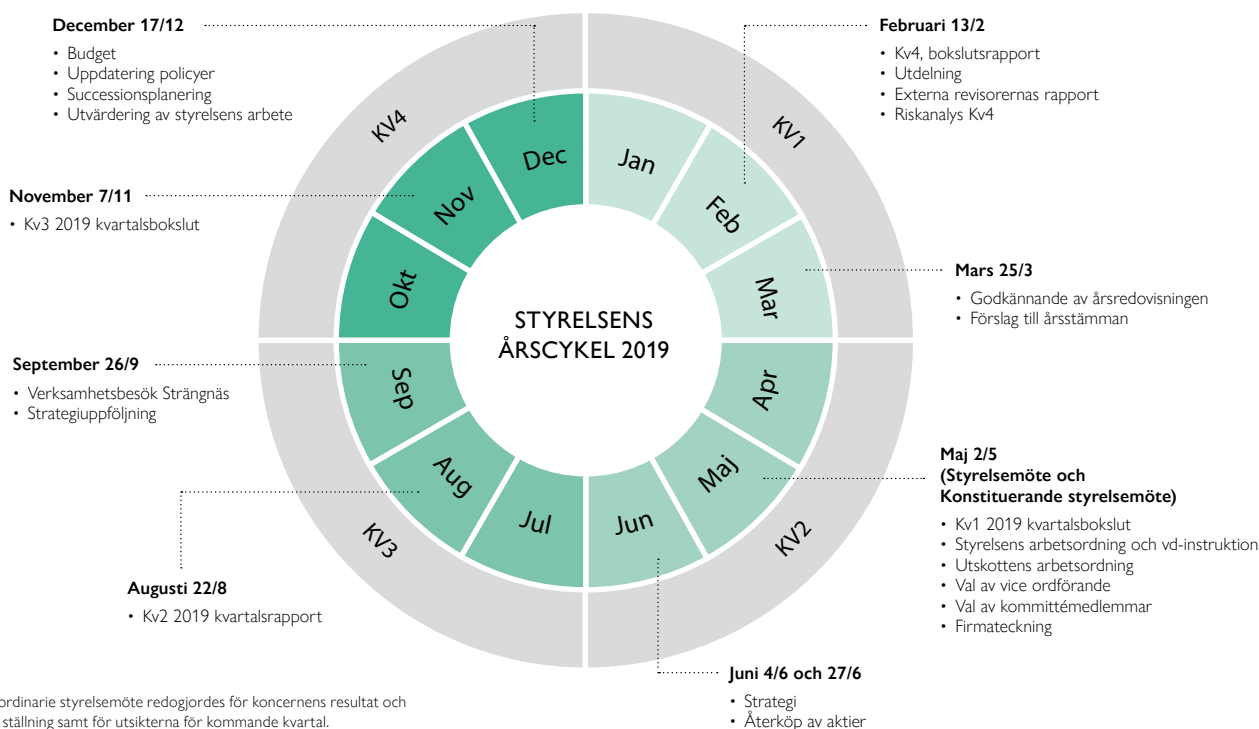 December 17/12
• Budget
• Uppdatering policyer
• Successionsplanering
• Utvärdering av styrelsens arbete
November 7/11
• Kv3 2019 kvartalsbokslut
September 26/9
• Verksamhetsbesök Strängnäs
• Strategiuppföljning
Augusti 22/8
• Kv2 2019 kvartalsrapport
KV4
KV1
KV2
KV3
Jan
Feb
Mar
Apr
Maj
Jun
Jul
Aug
Sep
Okt
Nov
Dec
STYRELSENS
ÅRSCYKEL 2019
Februari 13/2
• Kv4, bokslutsrapport
• Utdelning
• Externa revisorernas rapport
• Riskanalys Kv4
Mars 25/3
• Godkännande av årsredovisningen
• Förslag till årsstämman
Maj 2/5
(Styrelsemöte och
Konstituerande styrelsemöte)
• Kv1 2019 kvartalsbokslut
• Styrelsens arbetsordning och vd-instruktion
• Utskottens arbetsordning
• Val av vice ordförande
• Val av kommittémedlemmar
• Firmateckning
Juni 4/6 och 27/6
• Strategi
• Återköp av aktier
ordinarie styrelsemöte redogjordes för koncernens resultat och
ställning samt för utsikterna för kommande kvartal.